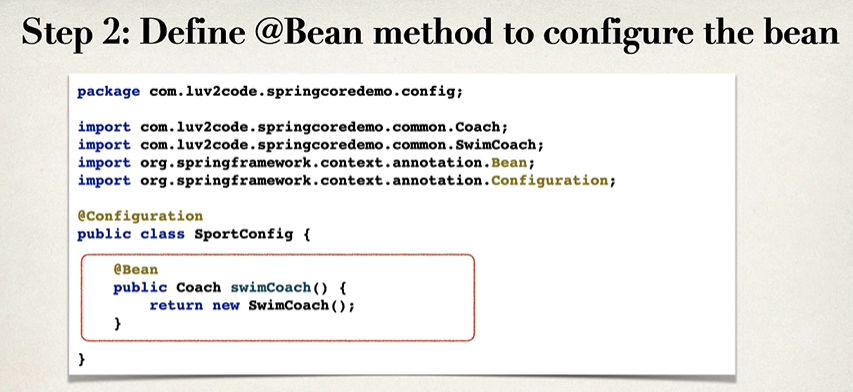 Step 2: Define @Bean method to configure the bean
package com.luv2code.springcoredemo.config;
import com.luv2code.springcoredemo.common.Coach;
import com.luv2code.springcoredemo.common.SwimCoach;
import org.springframework.context.annotation.Bean;
import org.springframework.context.annotation.Configuration;
@Configuration
public class SportConfig {
@Bean
public Coach swimCoach() {
return new SwimCoach();
}
}